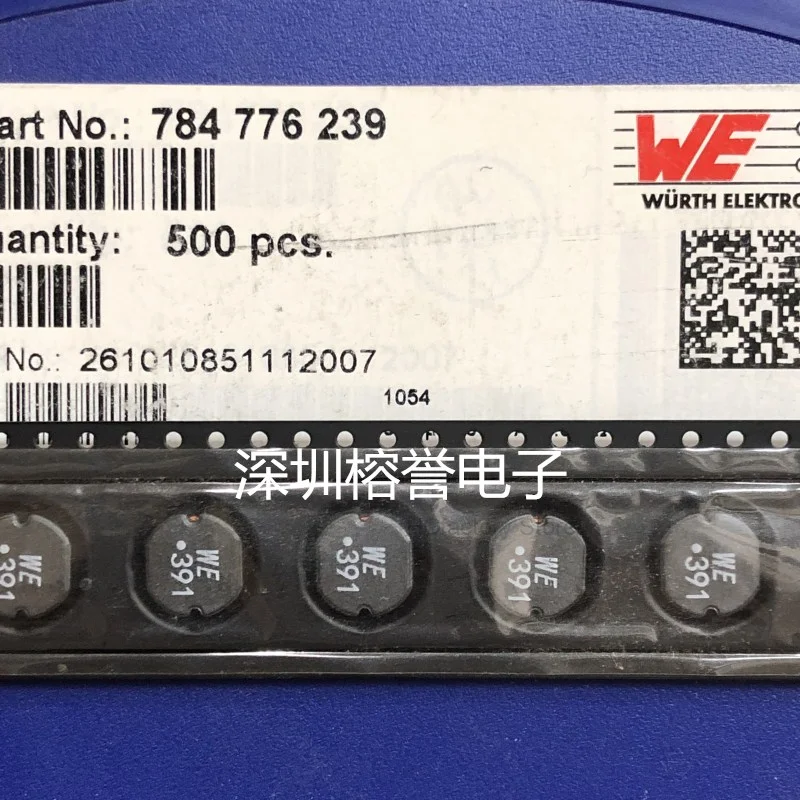 art No.: 784 776 239
WE
WÜRTH ELEKTRO
uantity: 500 pcs.
No.: 261010851112007
1054
深圳榕誉电子
WE
391
WE
391
WE
391
WE
391
WE
391